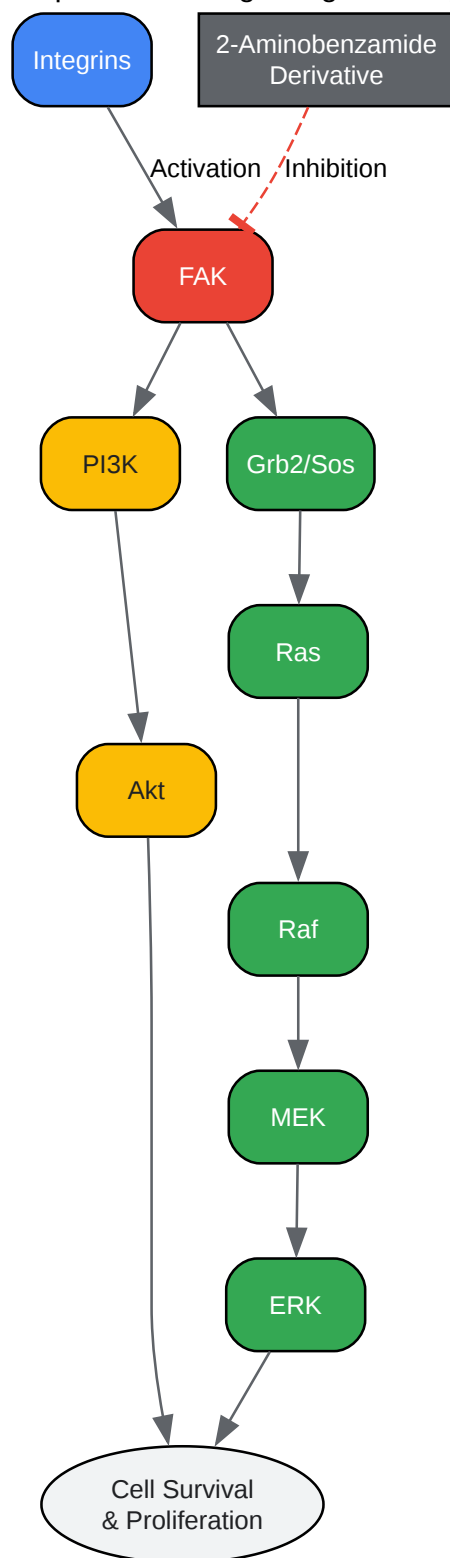 Integrins
2-Aminobenzamide
Derivative
Activation
Inhibition
FAK
PI3K
Grb2/Sos
Ras
Akt
Raf
MEK
ERK
Cell Survival
& Proliferation